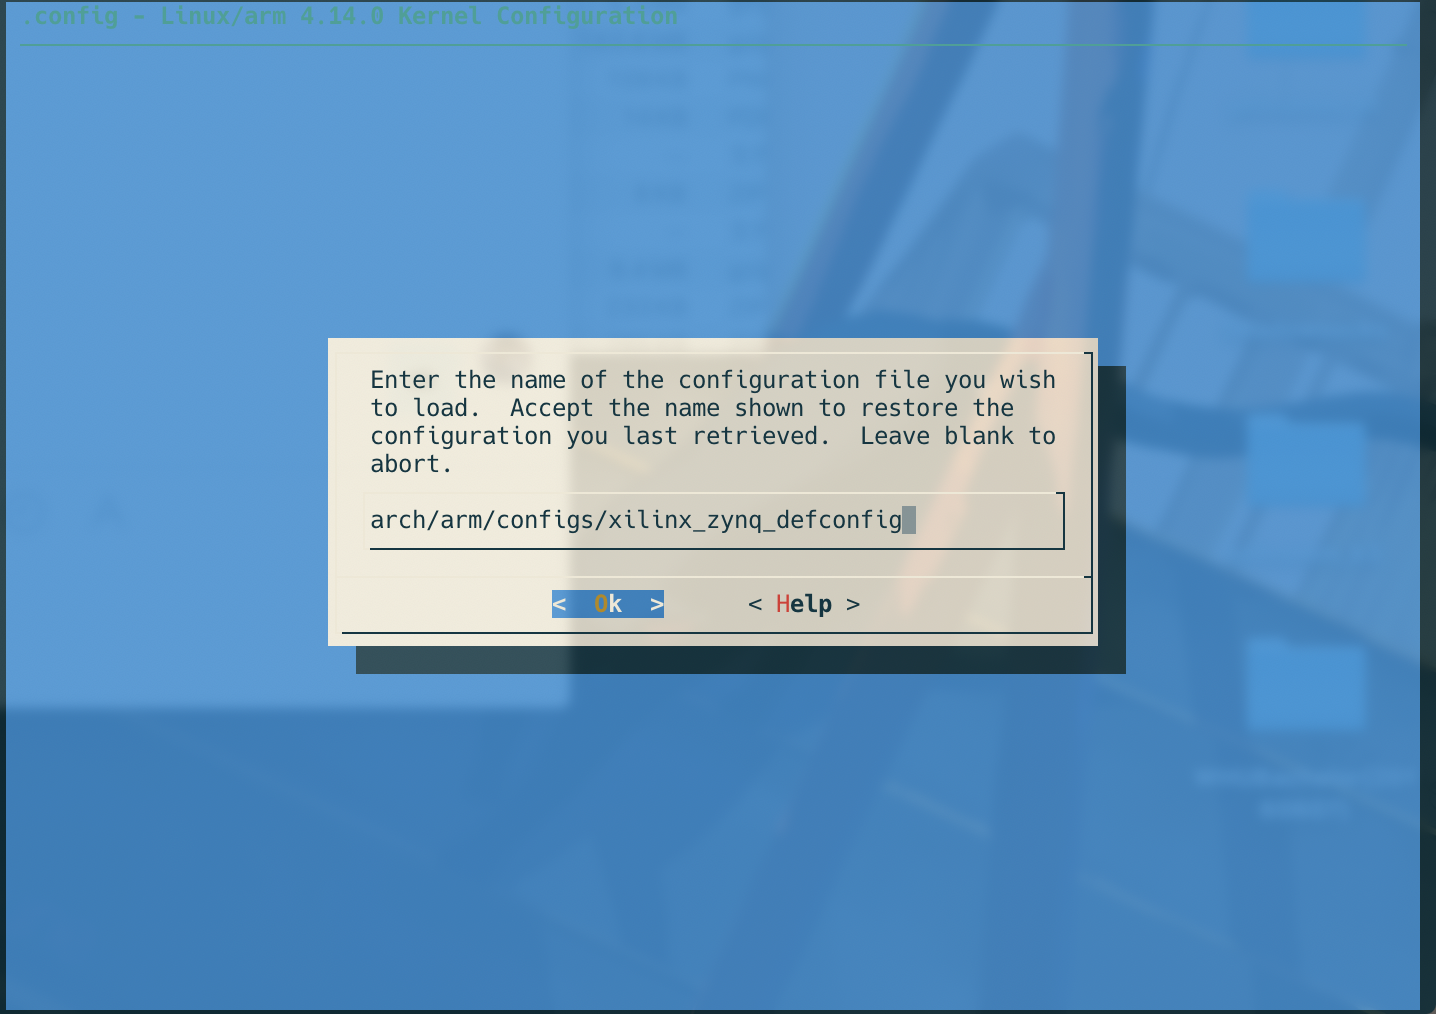 .config - Linux/arm 4.14.0 Kernel Configuration
Enter the name of the configuration file you wish
to load.  Accept the name shown to restore the
configuration you last retrieved.  Leave blank to
abort.
arch/arm/configs/xilinx_zynq_defconfig
<  Ok  >      < Help >